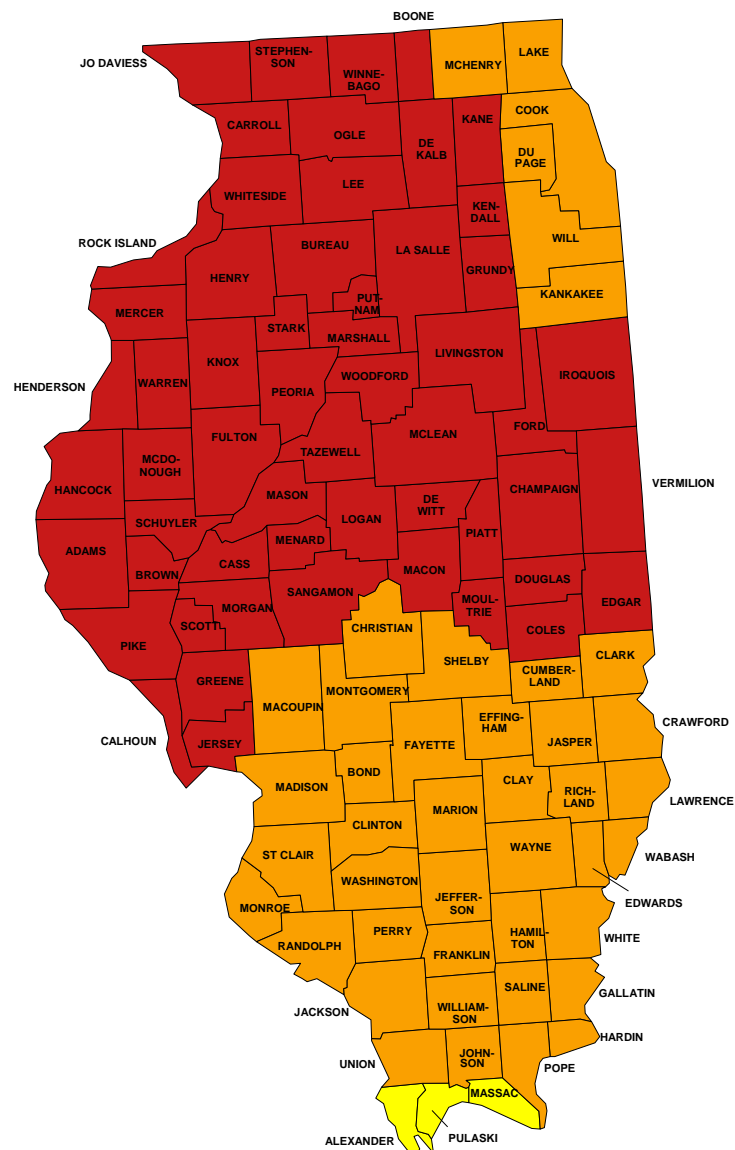 BOONE
JO DAVIESS
STEPHEN-
SON
WINNE-
BAGO
MCHENRY
LAKE
CARROLL
OGLE
DE
KALB
KANE
COOK
DU
PAGE
WHITESIDE
LEE
KEN-
DALL
ROCK ISLAND
BUREAU
LA SALLE
WILL
HENRY
GRUNDY
KANKAKEE
MERCER
PUT-
NAM
STARK
MARSHALL
LIVINGSTON
KNOX
HENDERSON
WARREN
PEORIA
WOODFORD
IROQUOIS
FULTON
MCLEAN
FORD
MCDO-
NOUGH
TAZEWELL
HANCOCK
MASON
CHAMPAIGN
VERMILION
DE
WITT
SCHUYLER
LOGAN
PIATT
ADAMS
MENARD
BROWN
CASS
MACON
DOUGLAS
SANGAMON
MOUL-
TRIE
EDGAR
MORGAN
SCOTT
CHRISTIAN
COLES
PIKE
SHELBY
CLARK
CUMBER-
LAND
GREENE
MONTGOMERY
MACOUPIN
EFFING-
HAM
CRAWFORD
CALHOUN
JERSEY
FAYETTE
JASPER
BOND
CLAY
MADISON
RICH-
LAND
LAWRENCE
MARION
CLINTON
WAYNE
ST CLAIR
WABASH
WASHINGTON
JEFFER-
SON
EDWARDS
MONROE
PERRY
HAMIL-
TON
WHITE
RANDOLPH
FRANKLIN
SALINE
GALLATIN
JACKSON
WILLIAM-
SON
HARDIN
UNION
JOHN-
SON
POPE
MASSAC
ALEXANDER
PULASKI